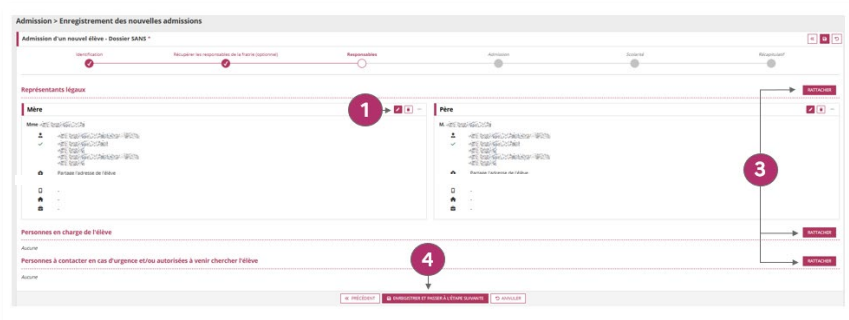 Admission > Enregistrement des nouvelles admissions
Admission d'un nouvel élève - Dossier SANS *
Identification
Récupérer les responsables de la fratrie (optionnel)
Responsables
Admission
Scolarité
Récapitulatif
Représentants légaux
RATTACHER
Mère
1
Père
Mme
M.
Partage l'adresse de l'élève
Partage l'adresse de l'élève
3
-
-
-
-
-
-
Personnes en charge de l'élève
RATTACHER
Aucune
Personnes à contacter en cas d'urgence et/ou autorisées à venir chercher l'élève
4
RATTACHER
Aucune
PRÉCÉDENT
ENREGISTRER ET PASSER À L'ÉTAPE SUIVANTE
ANNULER